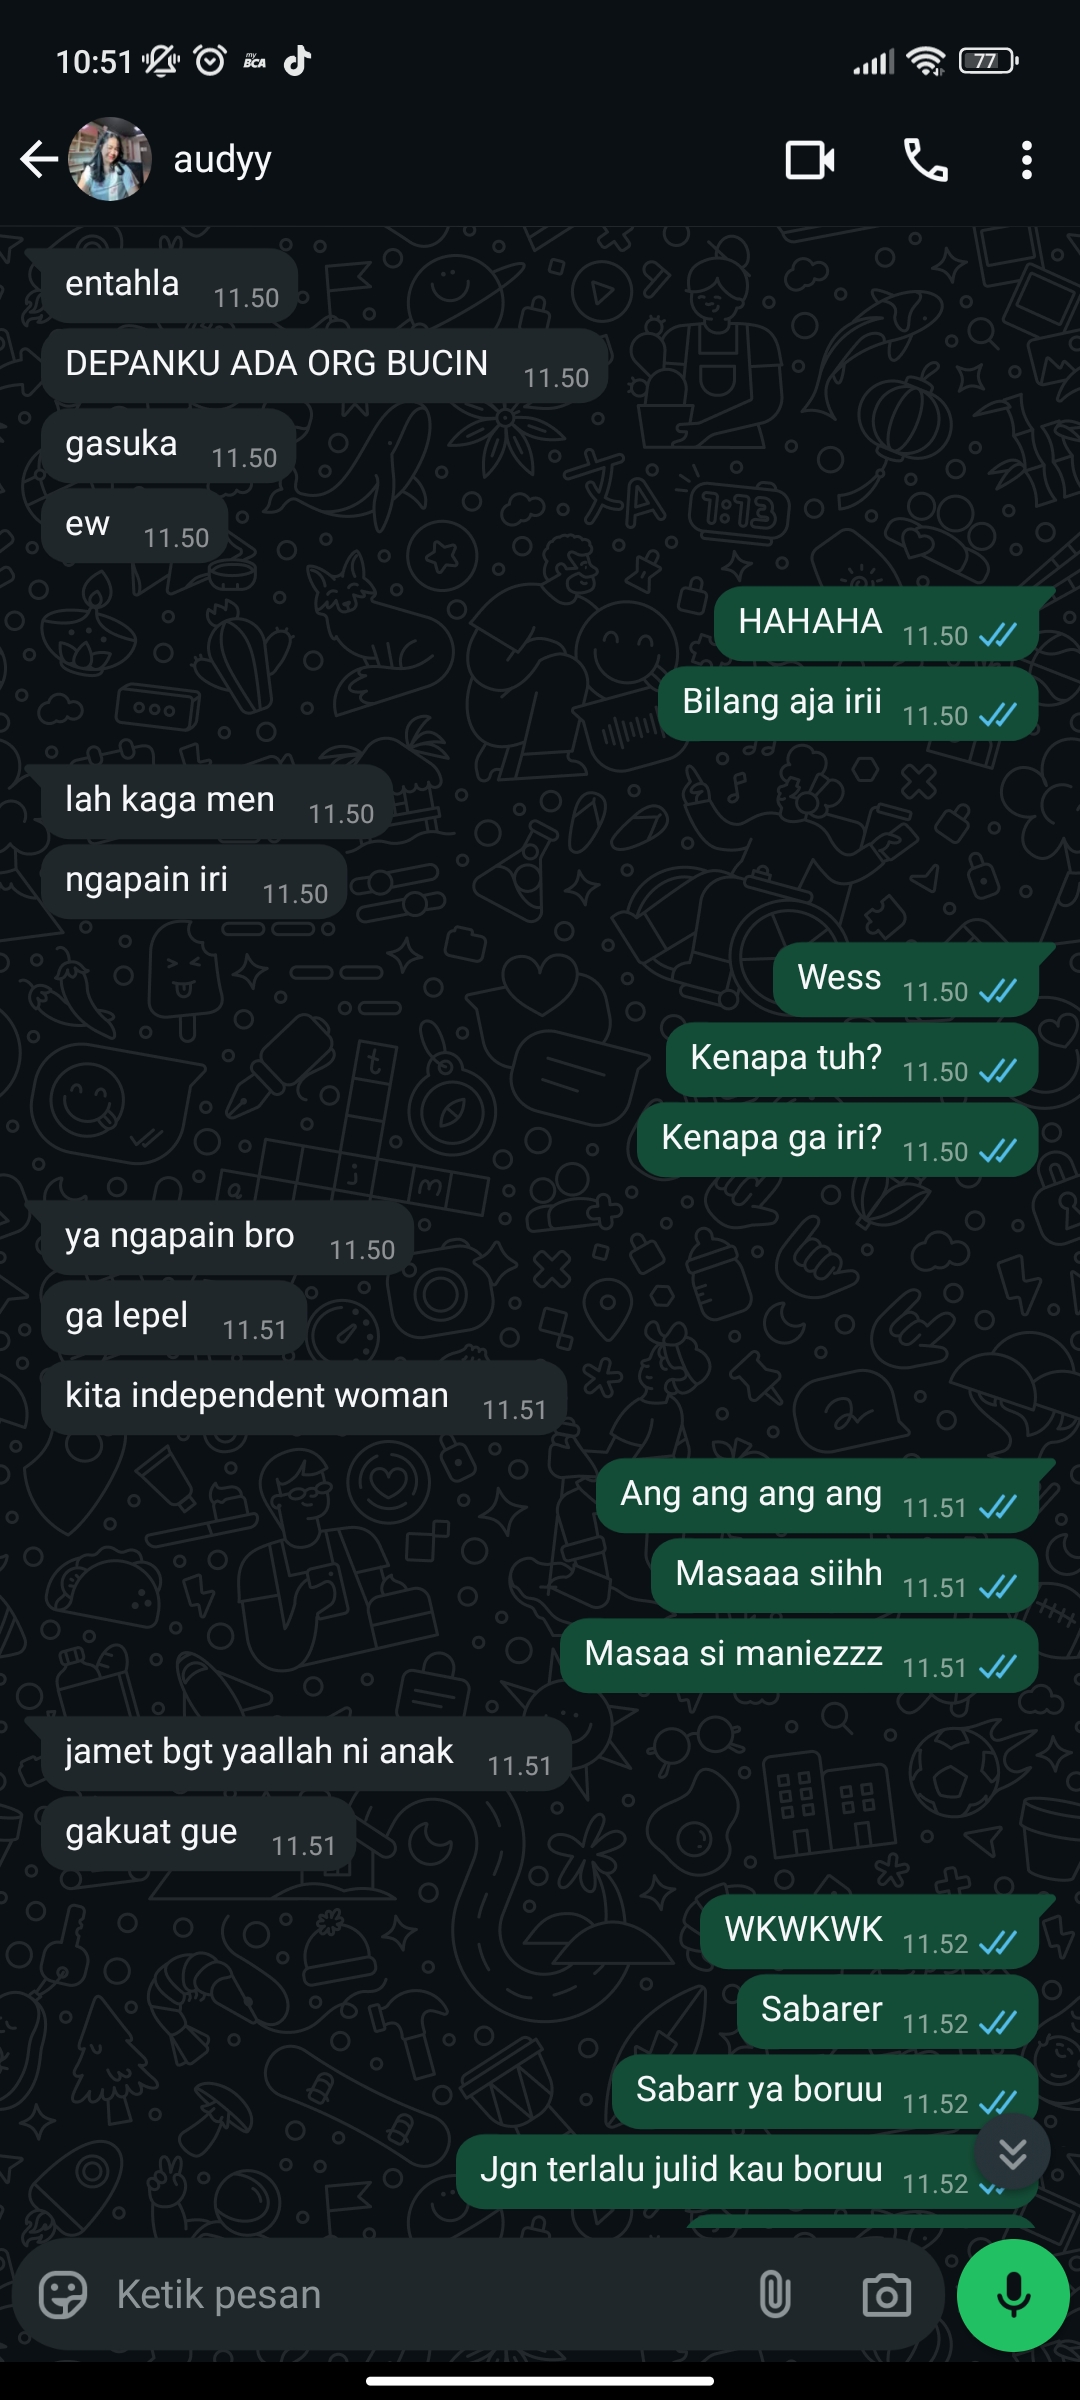 10:51 my BCA 77
audyy
entahla 11.50
DEPANKU ADA ORG BUCIN 11.50
gasuka 11.50
ew 11.50
HAHAHA 11.50
Bilang aja irii 11.50
lah kaga men 11.50
ngapain iri 11.50
Wess 11.50
Kenapa tuh? 11.50
Kenapa ga iri? 11.50
ya ngapain bro 11.50
ga lepel 11.51
kita independent woman 11.51
Ang ang ang ang 11.51
Masaaa siihh 11.51
Masaa si maniezzz 11.51
jamet bgt yaallah ni anak 11.51
gakuat gue 11.51
WKWKWK 11.52
Sabarer 11.52
Sabarr ya boruu 11.52
Jgn terlalu julid kau boruu 11.52
Ketik pesan